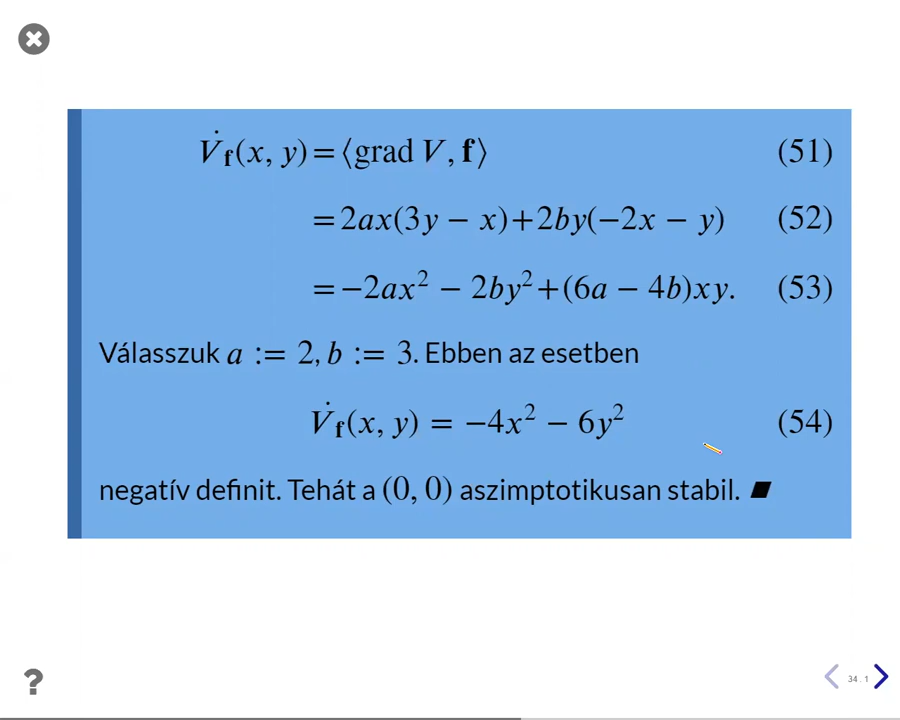 V̇_𝐟(x, y) = ⟨grad V, 𝐟⟩ (51)
= 2ax(3y − x) + 2by(−2x − y) (52)
= −2ax² − 2by² + (6a − 4b)xy. (53)
Válasszuk a := 2, b := 3. Ebben az esetben
V̇_𝐟(x, y) = −4x² − 6y² (54)
negatív definit. Tehát a (0, 0) aszimptotikusan stabil. ■
?
34 . 1